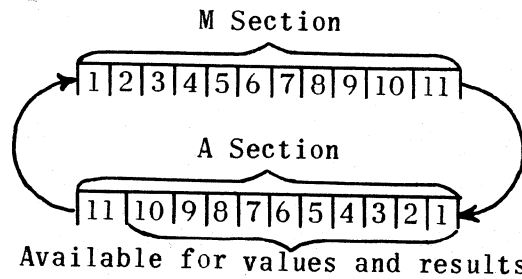 M Section
1 2 3 4 5 6 7 8 9 10 11
A Section
11 10 9 8 7 6 5 4 3 2 1
Available for values and results